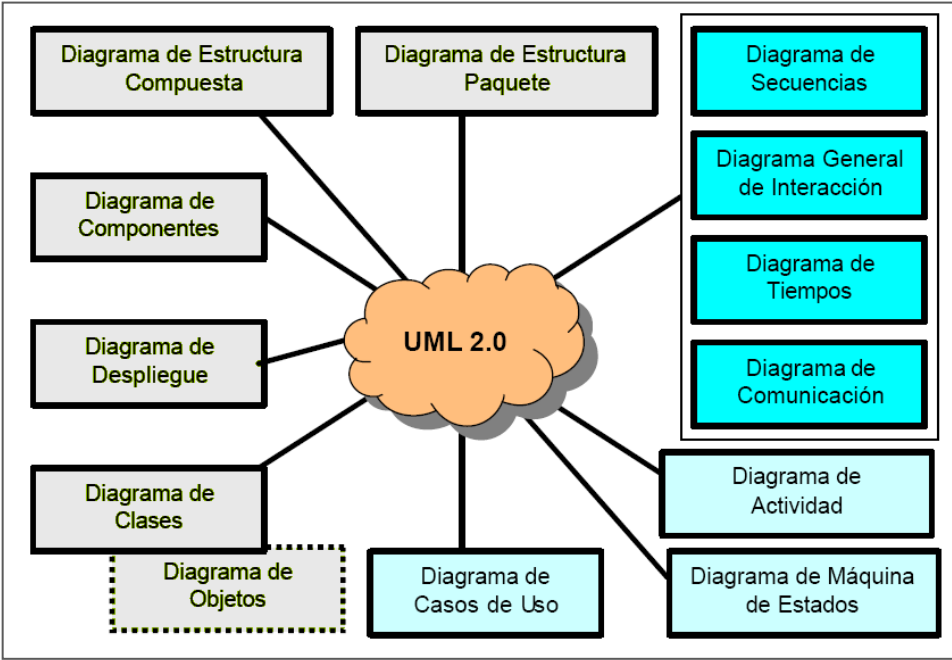 Diagrama de Estructura
Compuesta
Diagrama de Estructura
Paquete
Diagrama de
Secuencias
Diagrama General
de Interacción
Diagrama de
Componentes
Diagrama de
Tiempos
UML 2.0
Diagrama de
Despliegue
Diagrama de
Comunicación
Diagrama de
Clases
Diagrama de
Actividad
Diagrama de
Objetos
Diagrama de
Casos de Uso
Diagrama de Máquina
de Estados